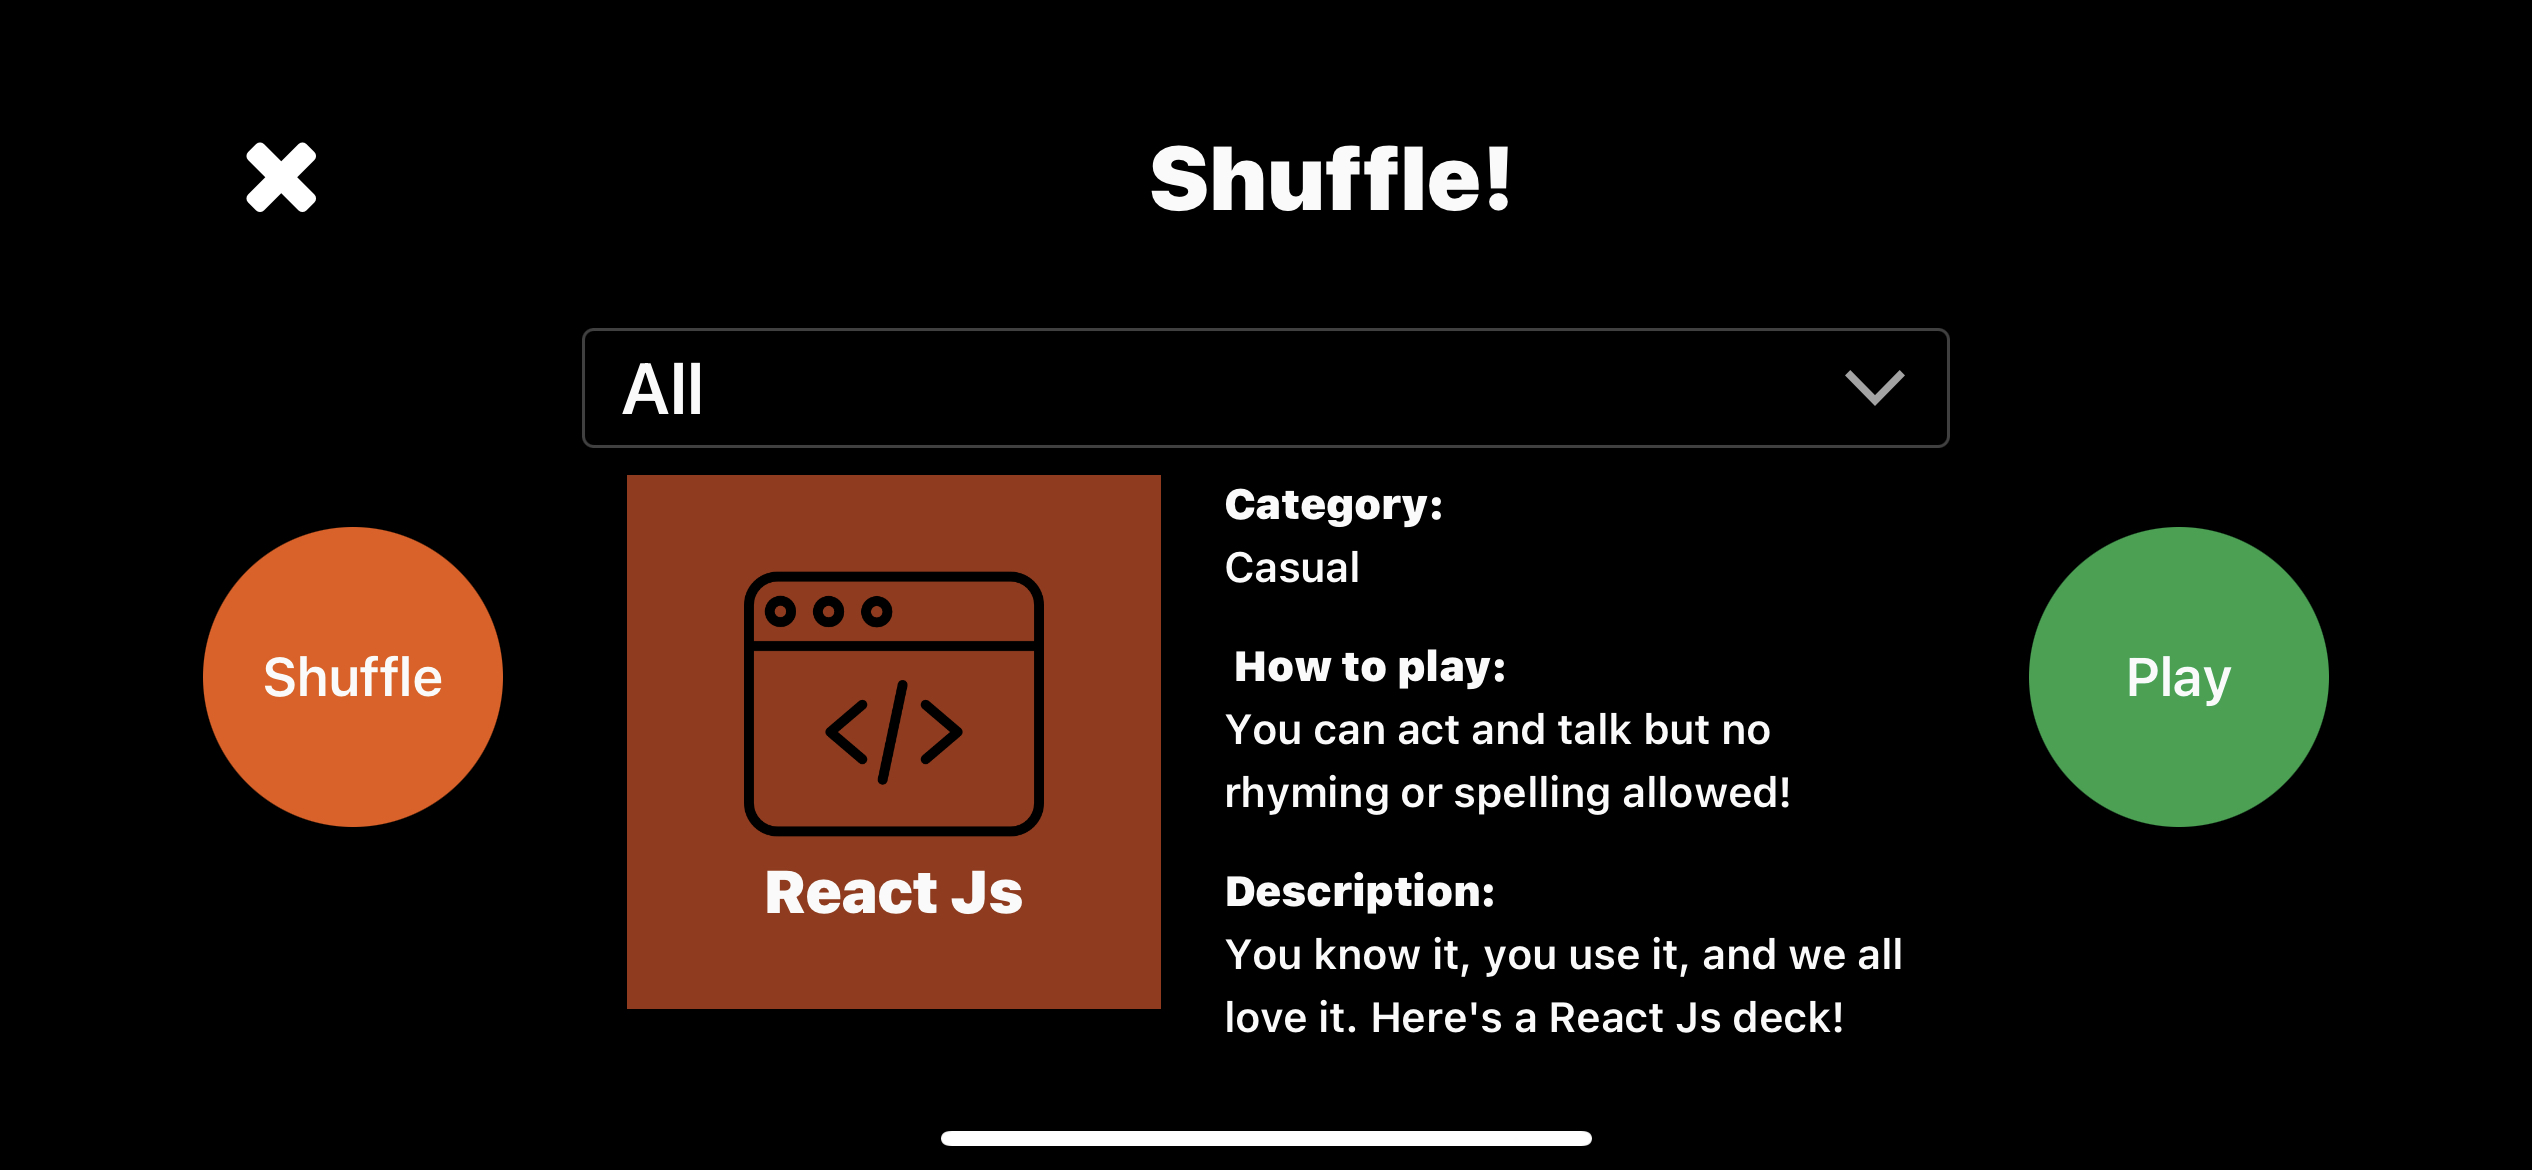 Shuffle!
All
Shuffle
</>
React Js
Category:
Casual
How to play:
You can act and talk but no
rhyming or spelling allowed!
Description:
You know it, you use it, and we all
love it. Here's a React Js deck!
Play